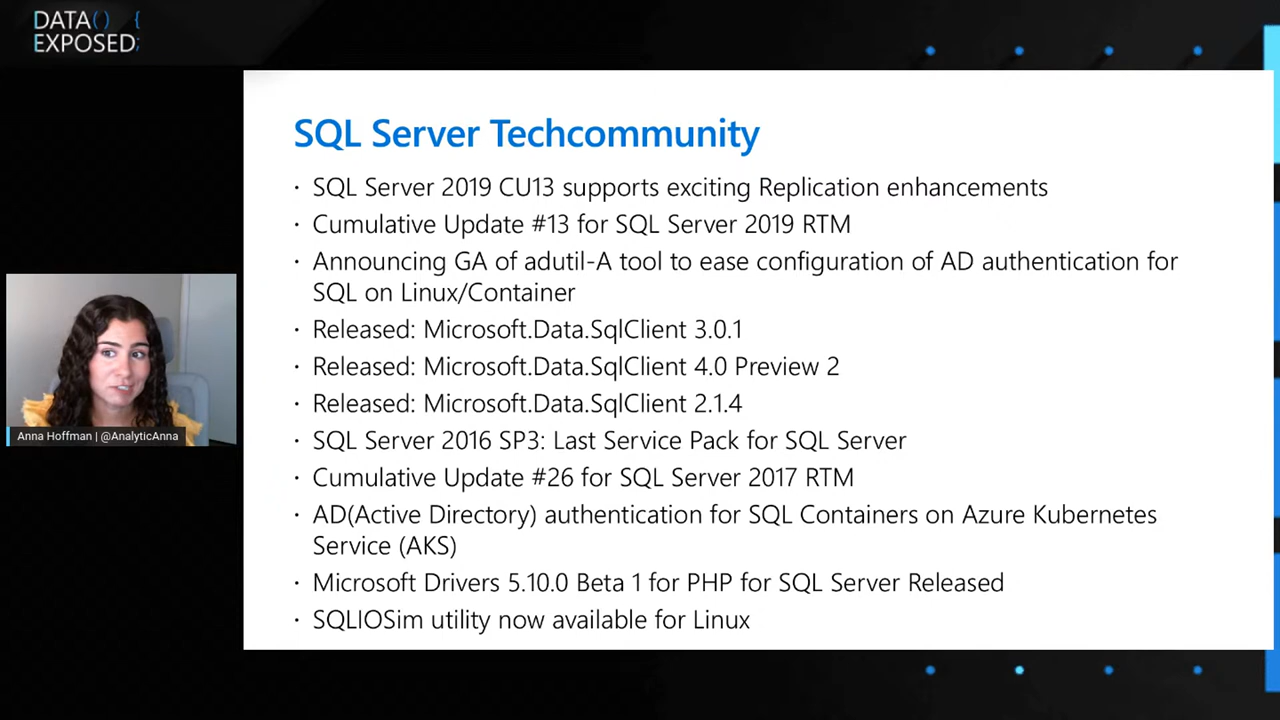 DATA() {
EXPOSED;
SQL Server Techcommunity
· SQL Server 2019 CU13 supports exciting Replication enhancements
· Cumulative Update #13 for SQL Server 2019 RTM
· Announcing GA of adutil-A tool to ease configuration of AD authentication for
SQL on Linux/Container
· Released: Microsoft.Data.SqlClient 3.0.1
· Released: Microsoft.Data.SqlClient 4.0 Preview 2
· Released: Microsoft.Data.SqlClient 2.1.4
· SQL Server 2016 SP3: Last Service Pack for SQL Server
· Cumulative Update #26 for SQL Server 2017 RTM
· AD(Active Directory) authentication for SQL Containers on Azure Kubernetes
Service (AKS)
· Microsoft Drivers 5.10.0 Beta 1 for PHP for SQL Server Released
· SQLIOSim utility now available for Linux
Anna Hoffman | @AnalyticAnna